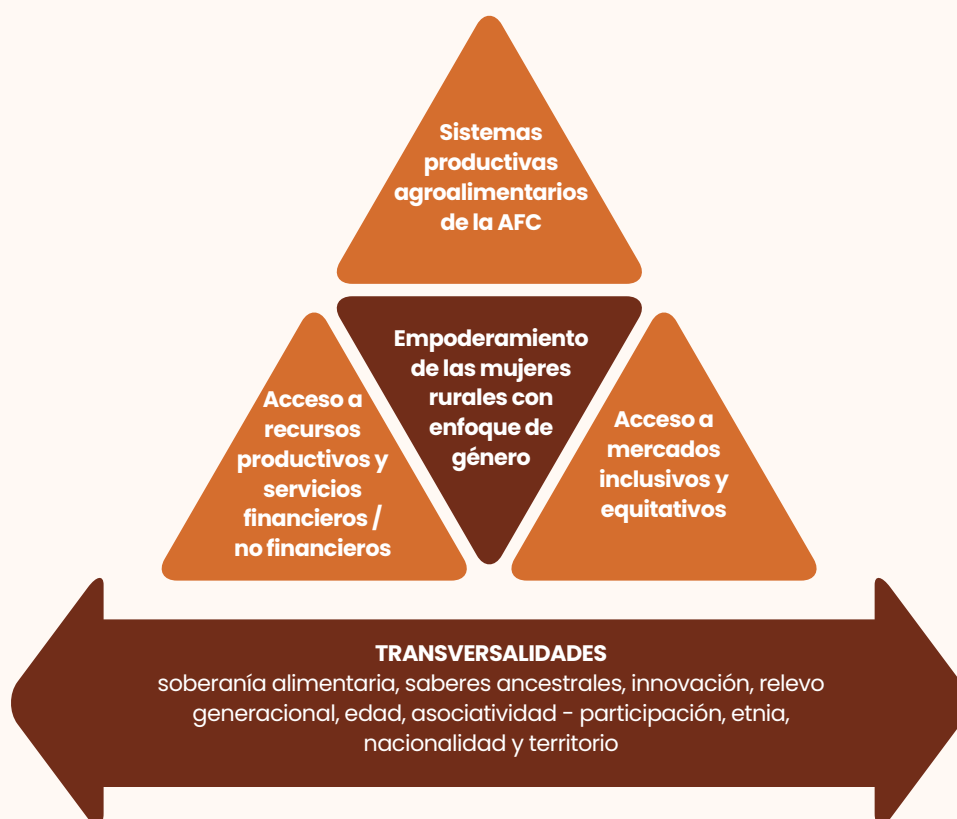 Sistemas
productivas
agroalimentarios
de la AFC
Empoderamiento
de las mujeres
rurales con
enfoque de
género
Acceso a
recursos
productivos y
servicios
financieros /
no financieros
Acceso a
mercados
inclusivos y
equitativos
TRANSVERSALIDADES
soberanía alimentaria, saberes ancestrales, innovación, relevo
generacional, edad, asociatividad - participación, etnia,
nacionalidad y territorio